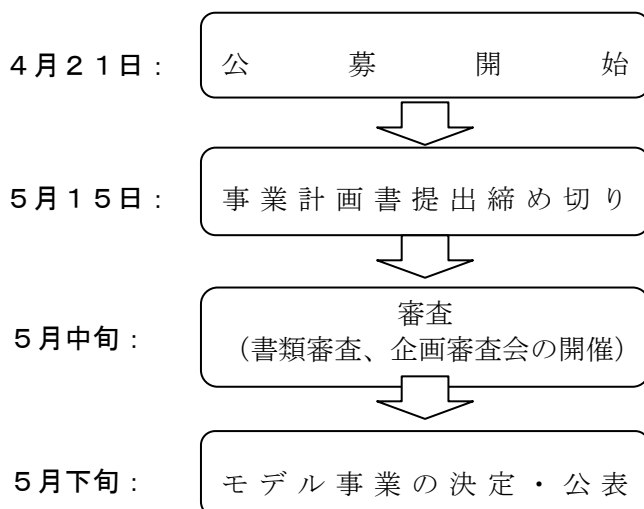 4月21日： 公募開始
5月15日： 事業計画書提出締め切り
5月中旬： 審査
（書類審査、企画審査会の開催）
5月下旬： モデル事業の決定・公表